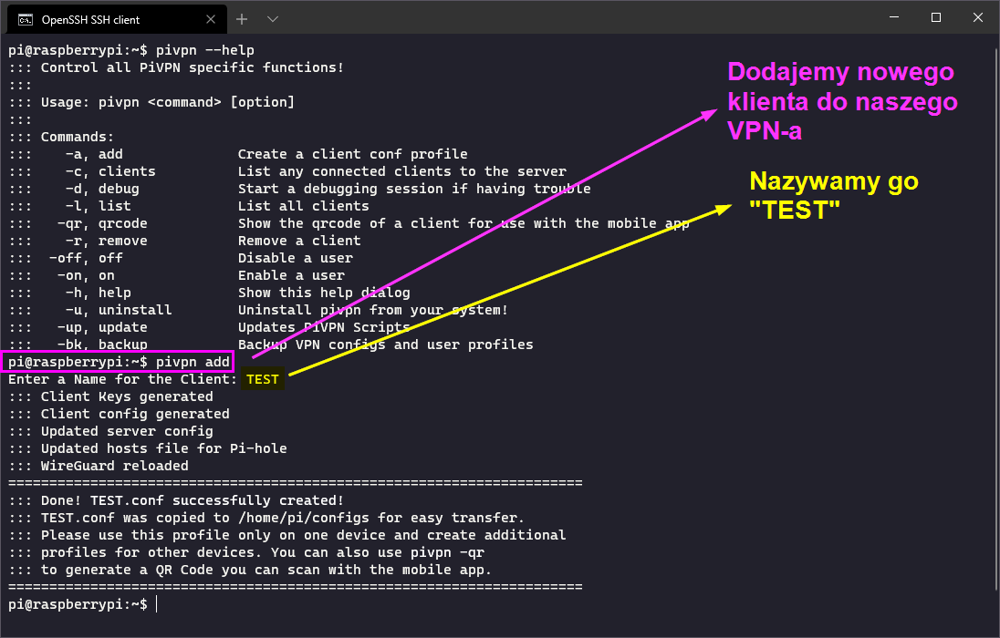 OpenSSH SSH client
pi@raspberrypi:~$ pivpn --help
::: Control all PiVPN specific functions!
:::
::: Usage: pivpn <command> [option]
:::
::: Commands:
:::    -a, add              Create a client conf profile
:::    -c, clients          List any connected clients to the server
:::    -d, debug            Start a debugging session if having trouble
:::    -l, list             List all clients
:::   -qr, qrcode           Show the qrcode of a client for use with the mobile app
:::    -r, remove           Remove a client
:::  -off, off              Disable a user
:::   -on, on               Enable a user
:::    -h, help             Show this help dialog
:::    -u, uninstall        Uninstall pivpn from your system!
:::   -up, update           Updates PiVPN Scripts
:::   -bk, backup           Backup VPN configs and user profiles
pi@raspberrypi:~$ pivpn add
Enter a Name for the Client: TEST
::: Client Keys generated
::: Client config generated
::: Updated server config
::: Updated hosts file for Pi-hole
::: WireGuard reloaded
======================================================================
::: Done! TEST.conf successfully created!
::: TEST.conf was copied to /home/pi/configs for easy transfer.
::: Please use this profile only on one device and create additional
::: profiles for other devices. You can also use pivpn -qr
::: to generate a QR Code you can scan with the mobile app.
======================================================================
pi@raspberrypi:~$
Dodajemy nowego
klienta do naszego
VPN-a
Nazywamy go
"TEST"